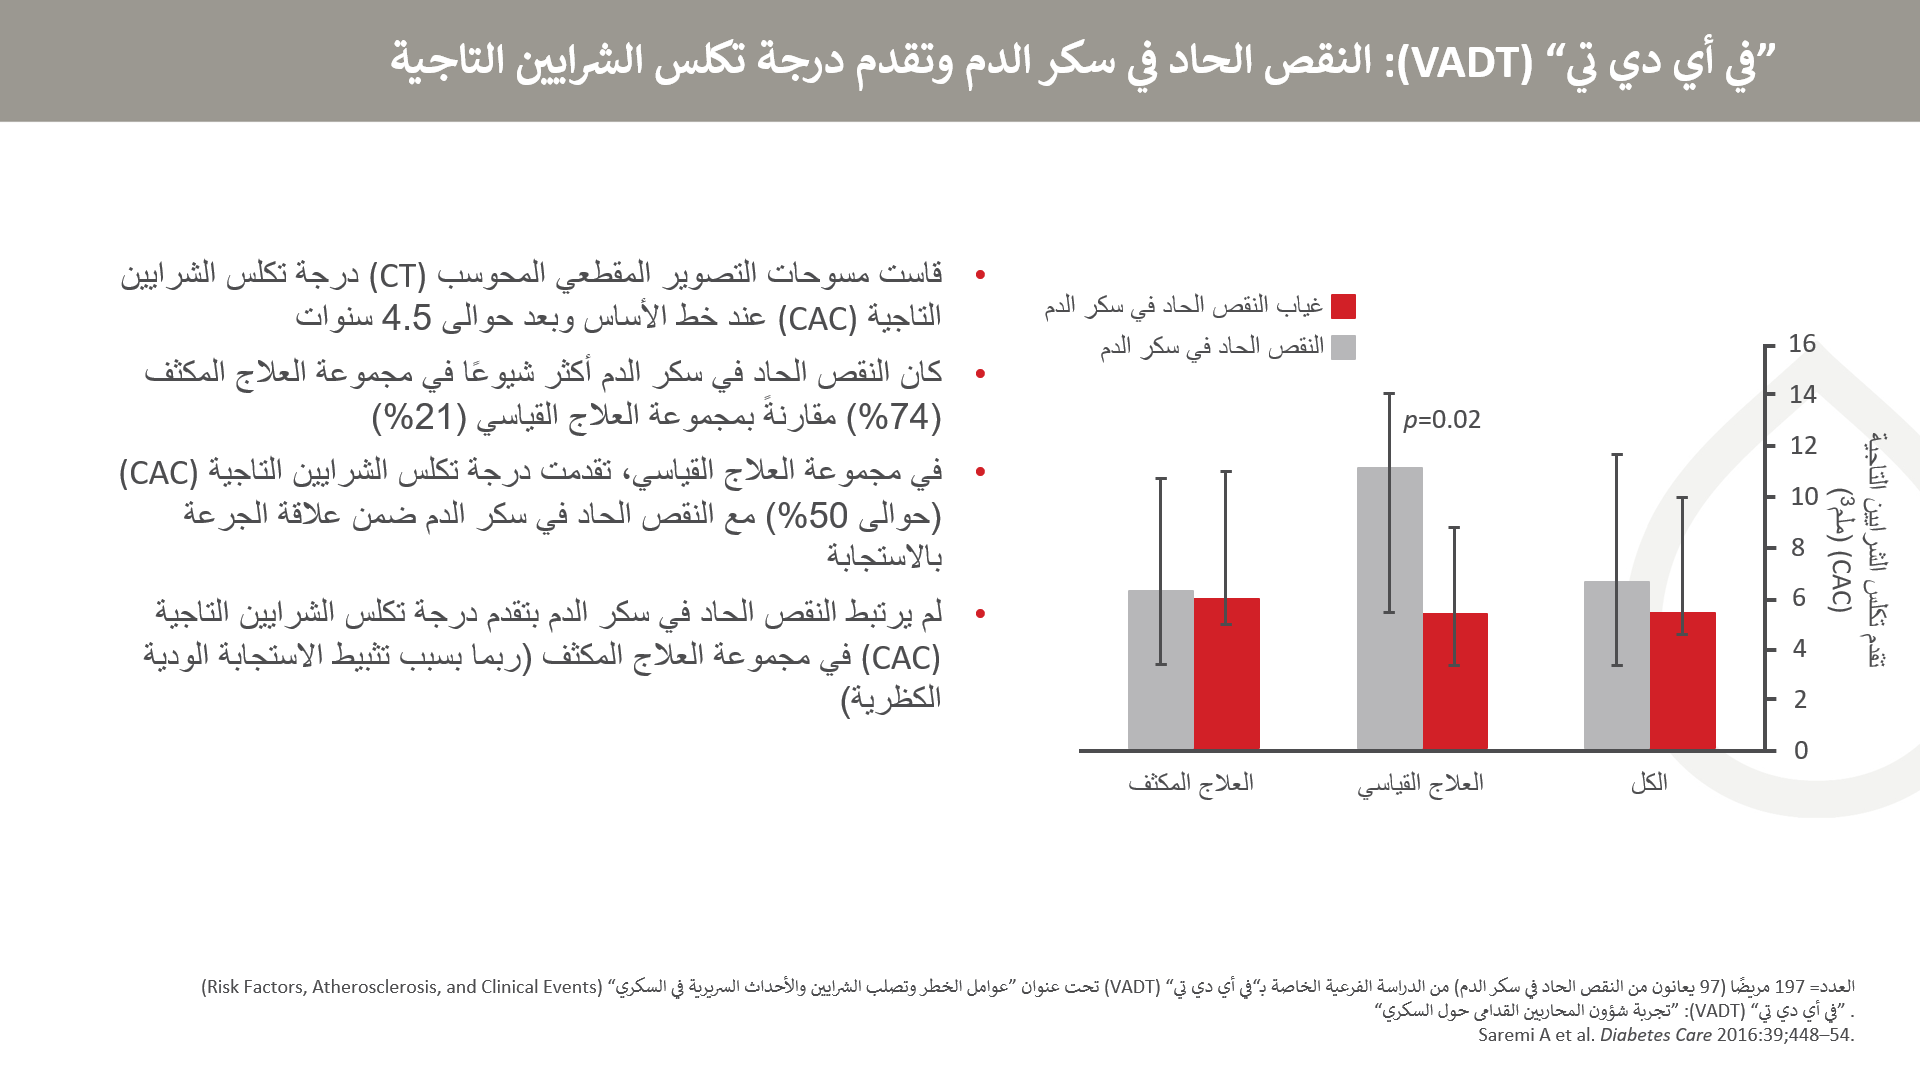 ”في أي دي تي“ (VADT): النقص الحاد في سكر الدم وتقدم درجة تكلس الشرايين التاجية
غياب النقص الحاد في سكر الدم
النقص الحاد في سكر الدم
16
14
12
10
8
6
4
2
0
تقدم تكلس الشرايين التاجية
(CAC) (ملم3)
p=0.02
الكل
العلاج القياسي
العلاج المكثف
• قاست مسوحات التصوير المقطعي المحوسب (CT) درجة تكلس الشرايين
التاجية (CAC) عند خط الأساس وبعد حوالى 4.5 سنوات
• كان النقص الحاد في سكر الدم أكثر شيوعًا في مجموعة العلاج المكثف
(74%) مقارنةً بمجموعة العلاج القياسي (21%)
• في مجموعة العلاج القياسي، تقدمت درجة تكلس الشرايين التاجية (CAC)
(حوالى 50%) مع النقص الحاد في سكر الدم ضمن علاقة الجرعة
بالاستجابة
• لم يرتبط النقص الحاد في سكر الدم بتقدم درجة تكلس الشرايين التاجية
(CAC) في مجموعة العلاج المكثف (ربما بسبب تثبيط الاستجابة الودية
الكظرية)
العدد= 197 مريضًا (97 يعانون من النقص الحاد في سكر الدم) من الدراسة الفرعية الخاصة بـ“في أي دي تي“ (VADT) تحت عنوان ”عوامل الخطر وتصلب الشرايين والأحداث السريرية في السكري“ (Risk Factors, Atherosclerosis, and Clinical Events)
. ”في أي دي تي“ (VADT): ”تجربة شؤون المحاربين القدامى حول السكري“
Saremi A et al. Diabetes Care 2016:39;448–54.